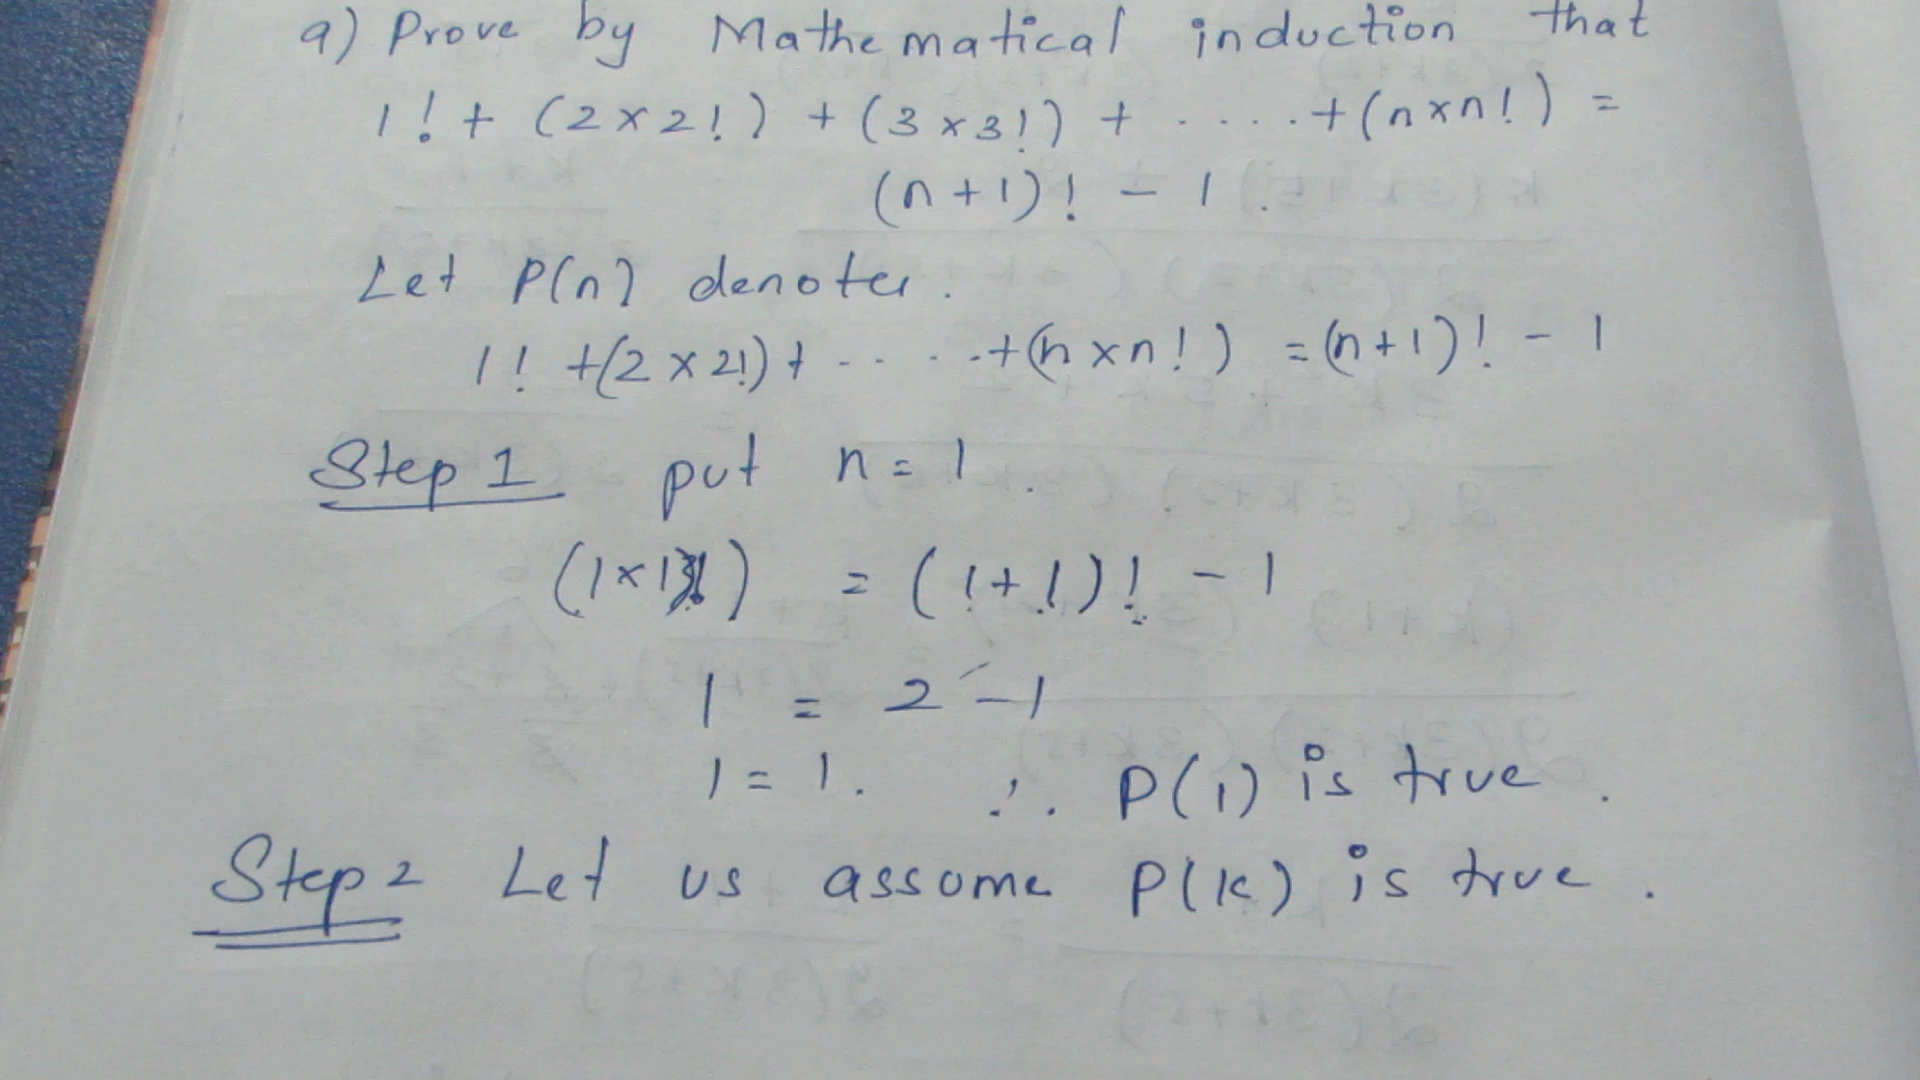 9) Prove by Mathematical induction that
1! + (2 × 2!) + (3 × 3!) + ..... + (n × n!) =
(n + 1)! - 1.
Let P(n) denotes.
1! + (2 × 2!) + ..... + (n × n!) = (n + 1)! - 1
Step 1 put n = 1.
(1 × 1!) = (1 + 1)! - 1
1 = 2 - 1
1 = 1. ∴ P(1) is true.
Step 2 Let us assume P(k) is true.